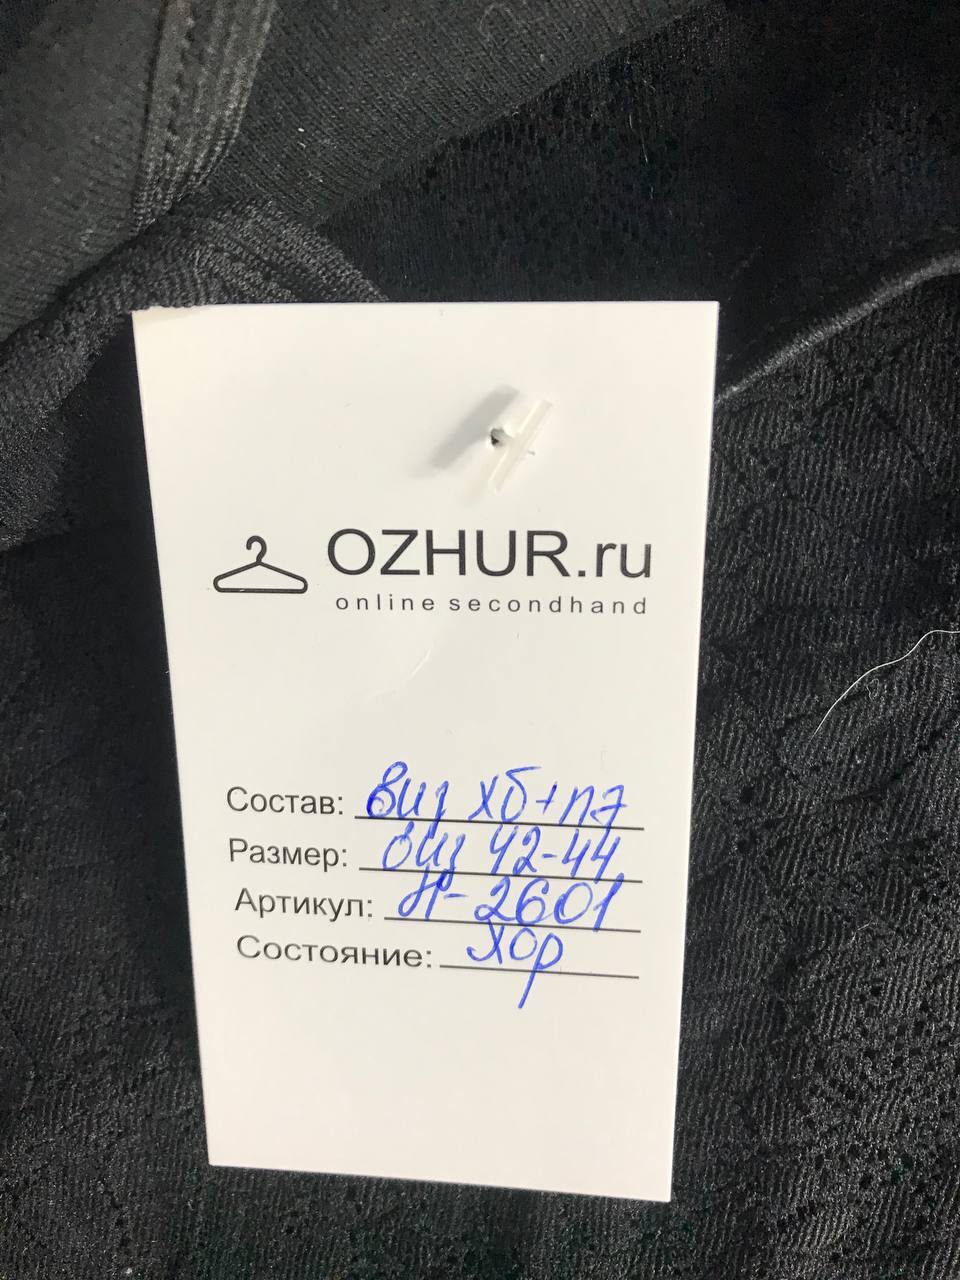 OZHUR.ru
online secondhand
Состав: виз хб+пэ
Размер: виз 42-44
Артикул: Н-2601
Состояние: хор